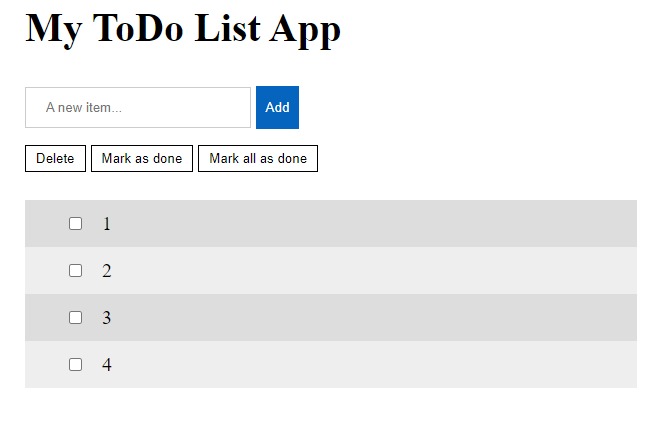 My ToDo List App
A new item...
Add
Delete Mark as done Mark all as done
1
2
3
4